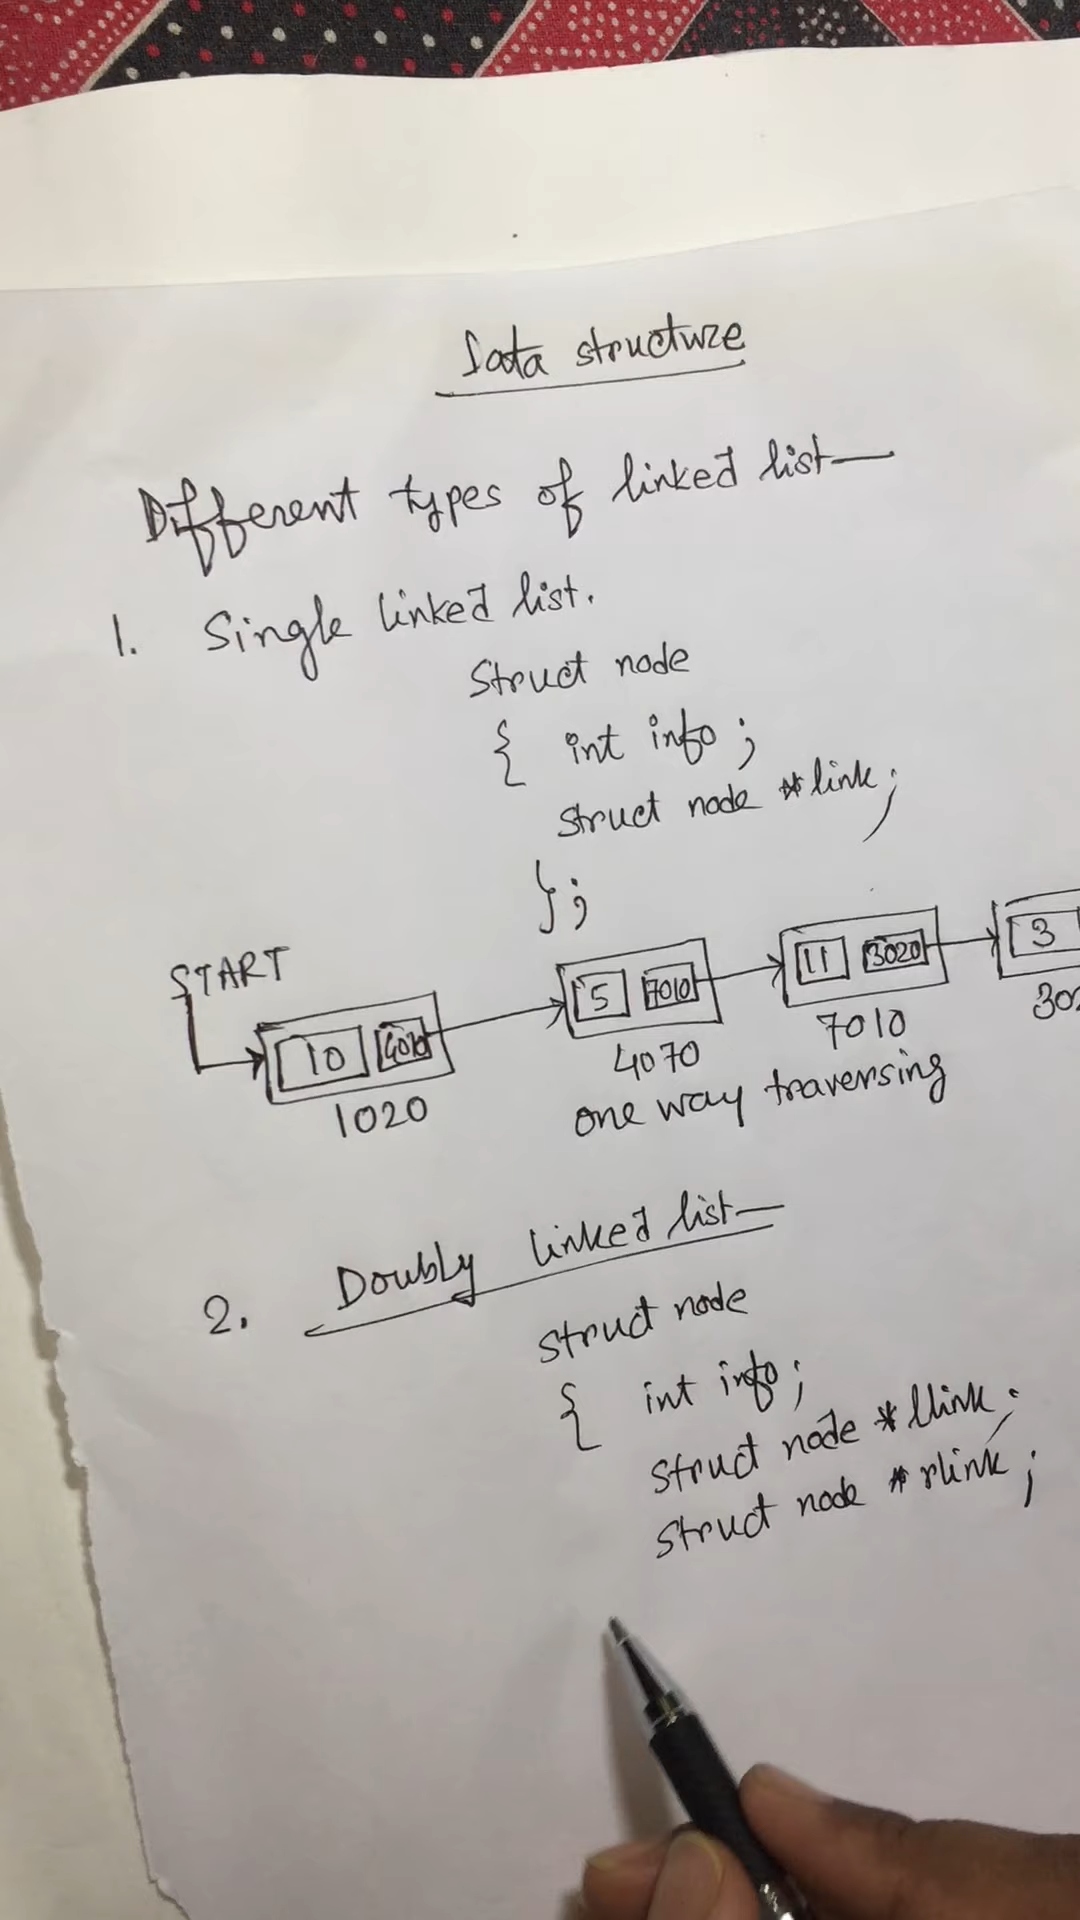 Data structure
Different types of linked list—
1. Single linked list.
Struct node
{ int info;
struct node *link;
};
START
10 4070 5 7010 11 3020 3
1020 4070 7010 30
one way traversing
2. Doubly linked list—
struct node
{ int info;
struct node *llink;
struct node *rlink;